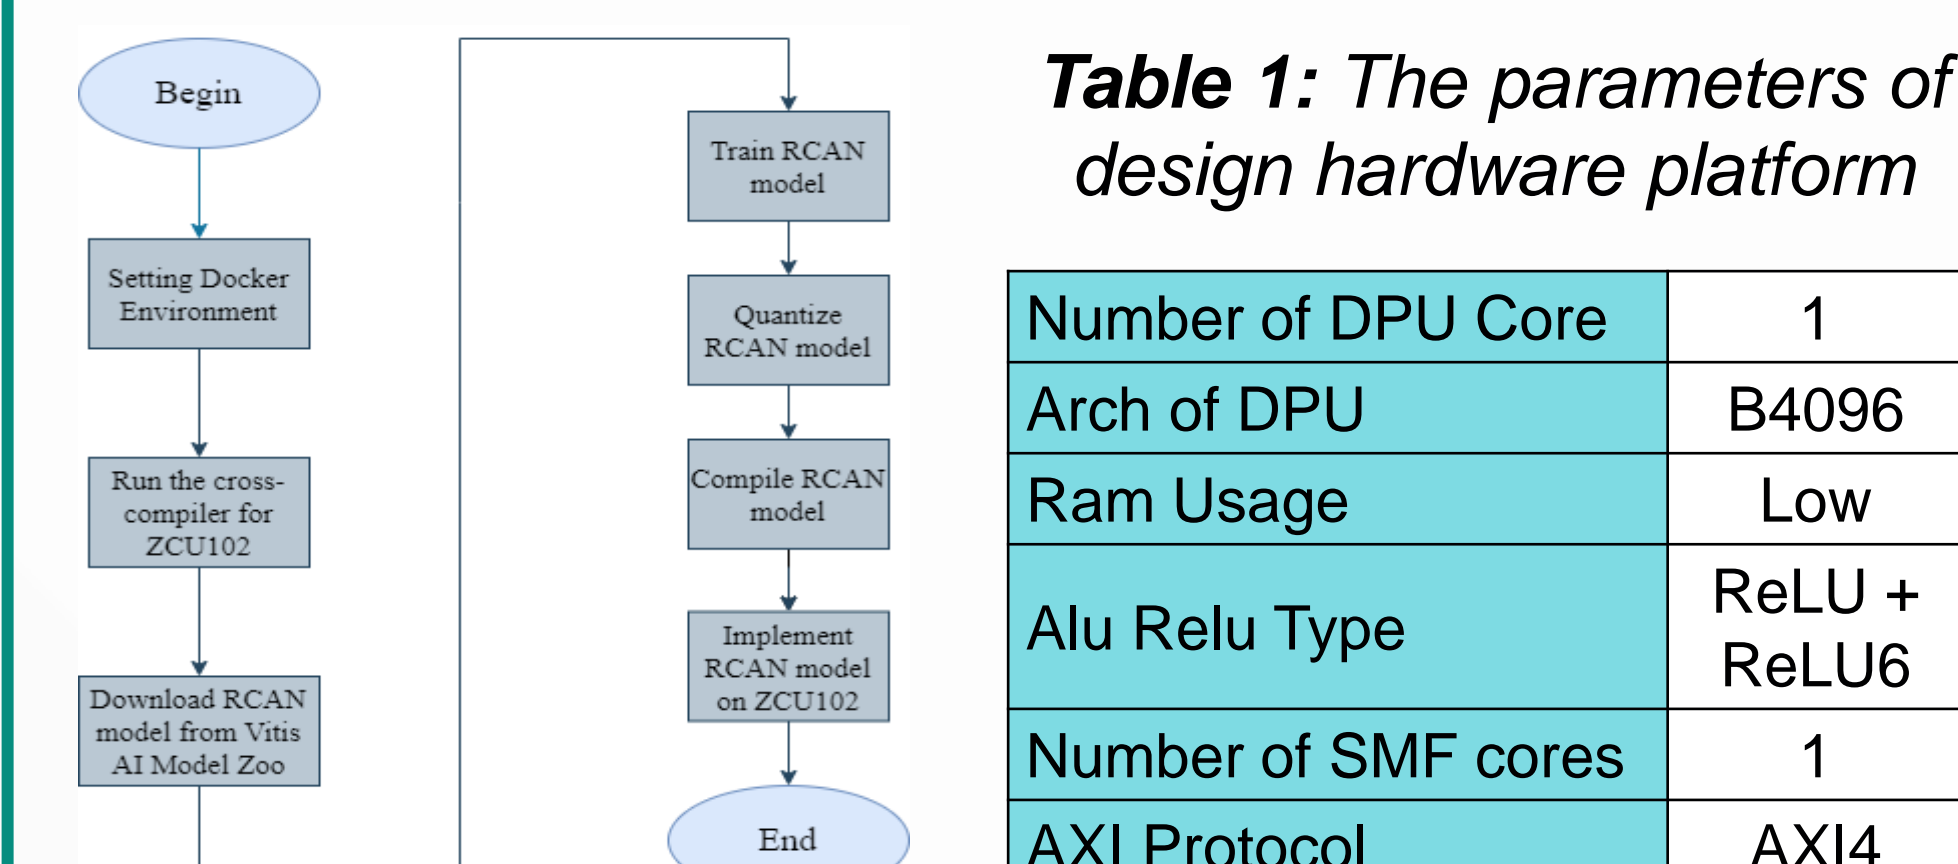 Begin
Setting Docker
Environment
Run the cross-
compiler for
ZCU102
Download RCAN
model from Vitis
AI Model Zoo
Train RCAN
model
Quantize
RCAN model
Compile RCAN
model
Implement
RCAN model
on ZCU102
End
Table 1: The parameters of
design hardware platform
Number of DPU Core 1
Arch of DPU B4096
Ram Usage Low
Alu Relu Type ReLU +
ReLU6
Number of SMF cores 1
AXI Protocol AXI4